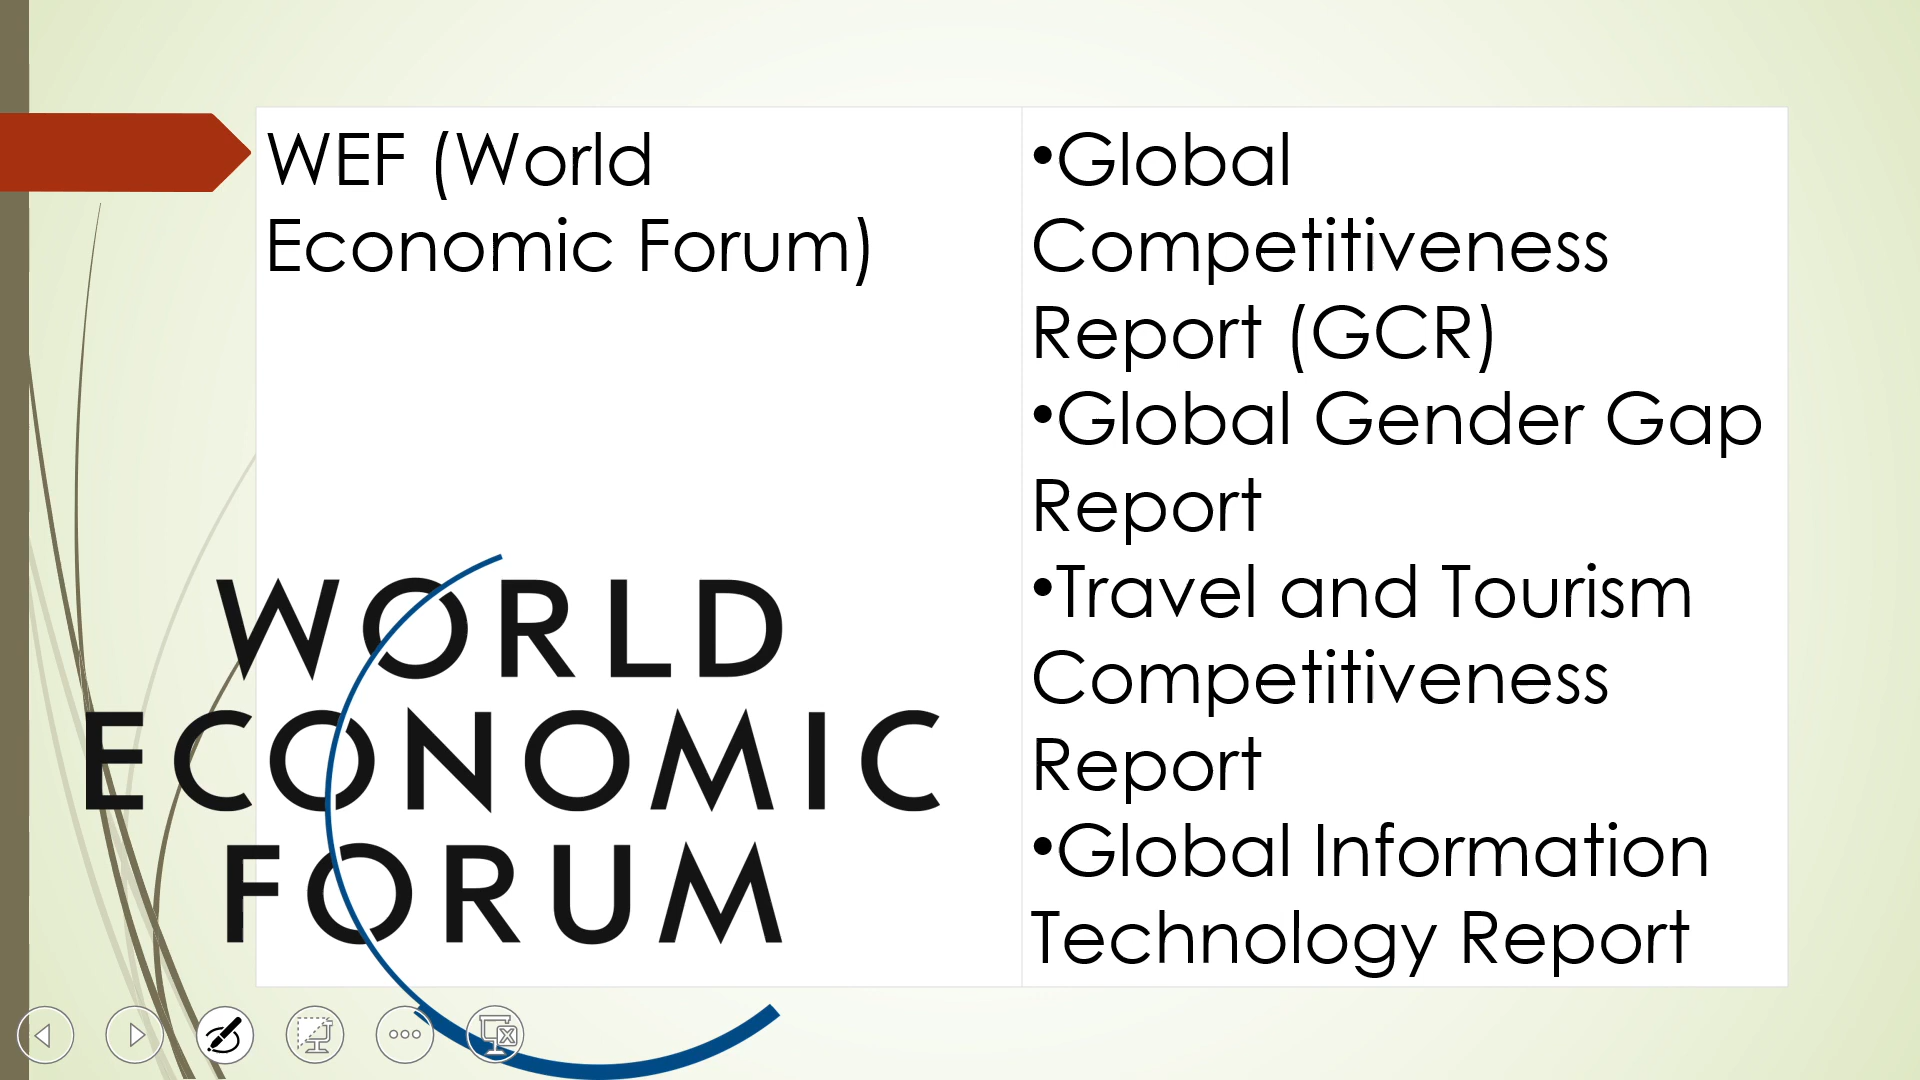 WEF (World
Economic Forum)
•Global
Competitiveness
Report (GCR)
•Global Gender Gap
Report
•Travel and Tourism
Competitiveness
Report
•Global Information
Technology Report
WORLD
ECONOMIC
FORUM